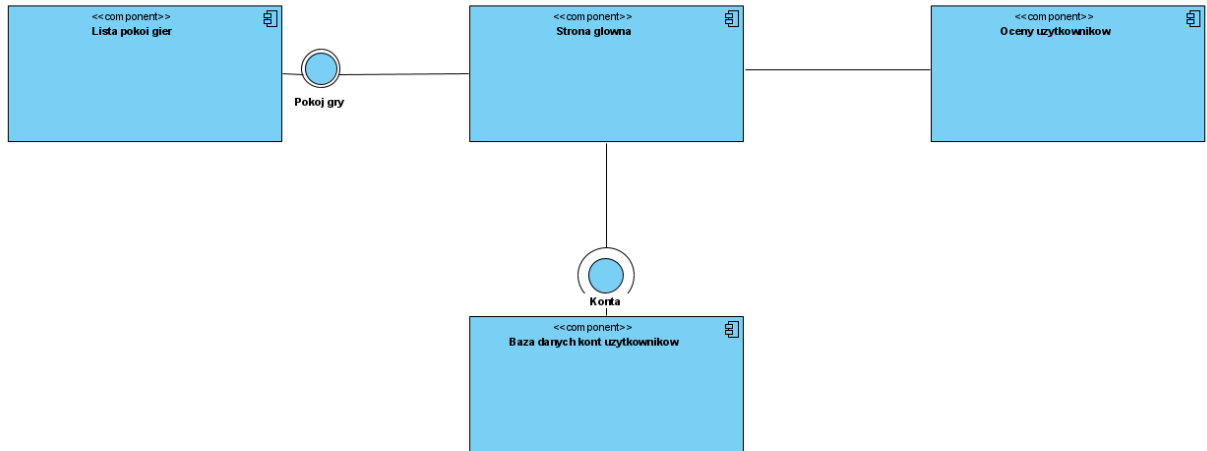 <<component>>
Lista pokoi gier
<<component>>
Strona glowna
<<component>>
Oceny uzytkownikow
Pokoj gry
Konta
<<component>>
Baza danych kont uzytkownikow